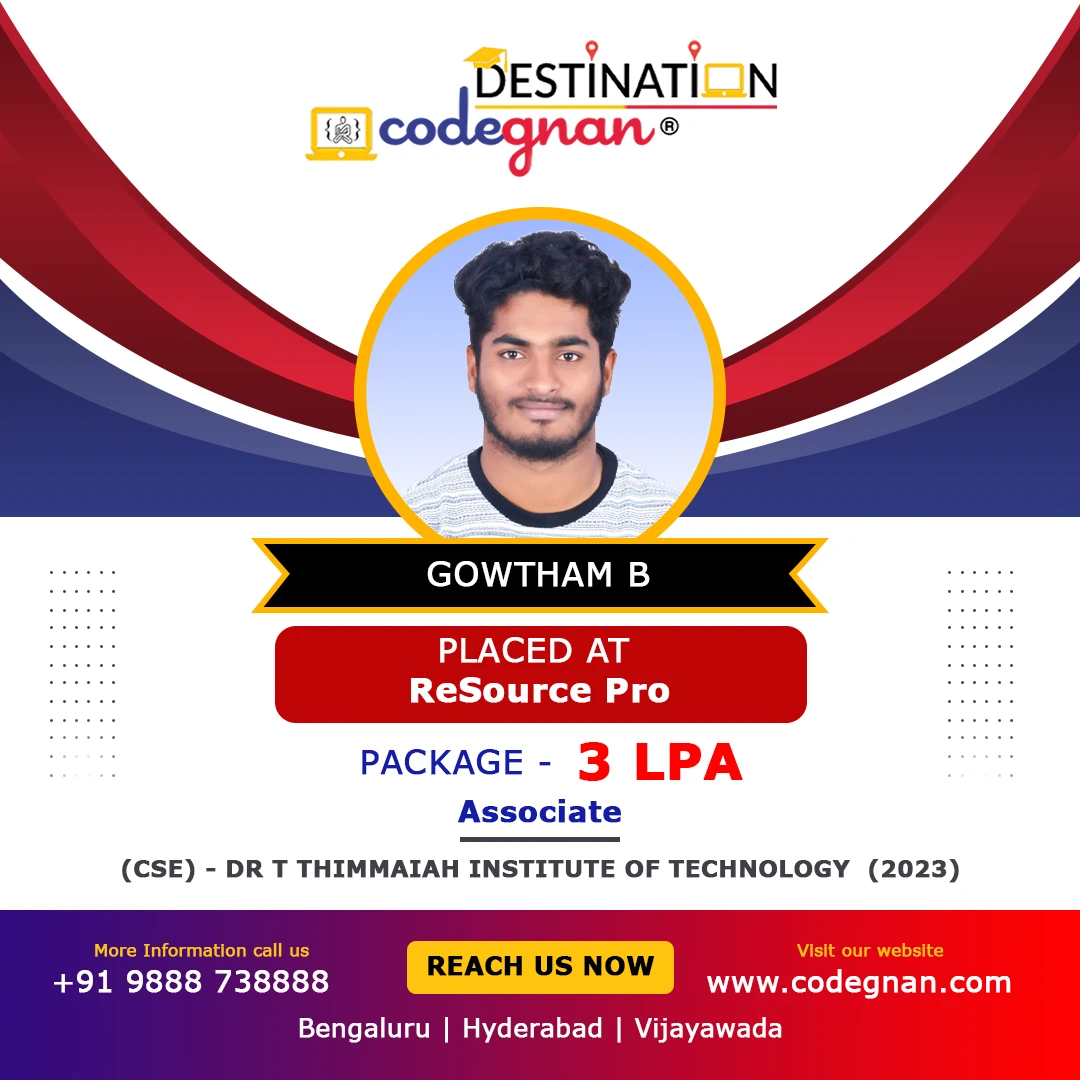 DESTINATION
codegnan®
GOWTHAM B
PLACED AT
ReSource Pro
PACKAGE - 3 LPA
Associate
(CSE) - DR T THIMMAIAH INSTITUTE OF TECHNOLOGY (2023)
More Information call us
+91 9888 738888
REACH US NOW
Visit our website
www.codegnan.com
Bengaluru | Hyderabad | Vijayawada